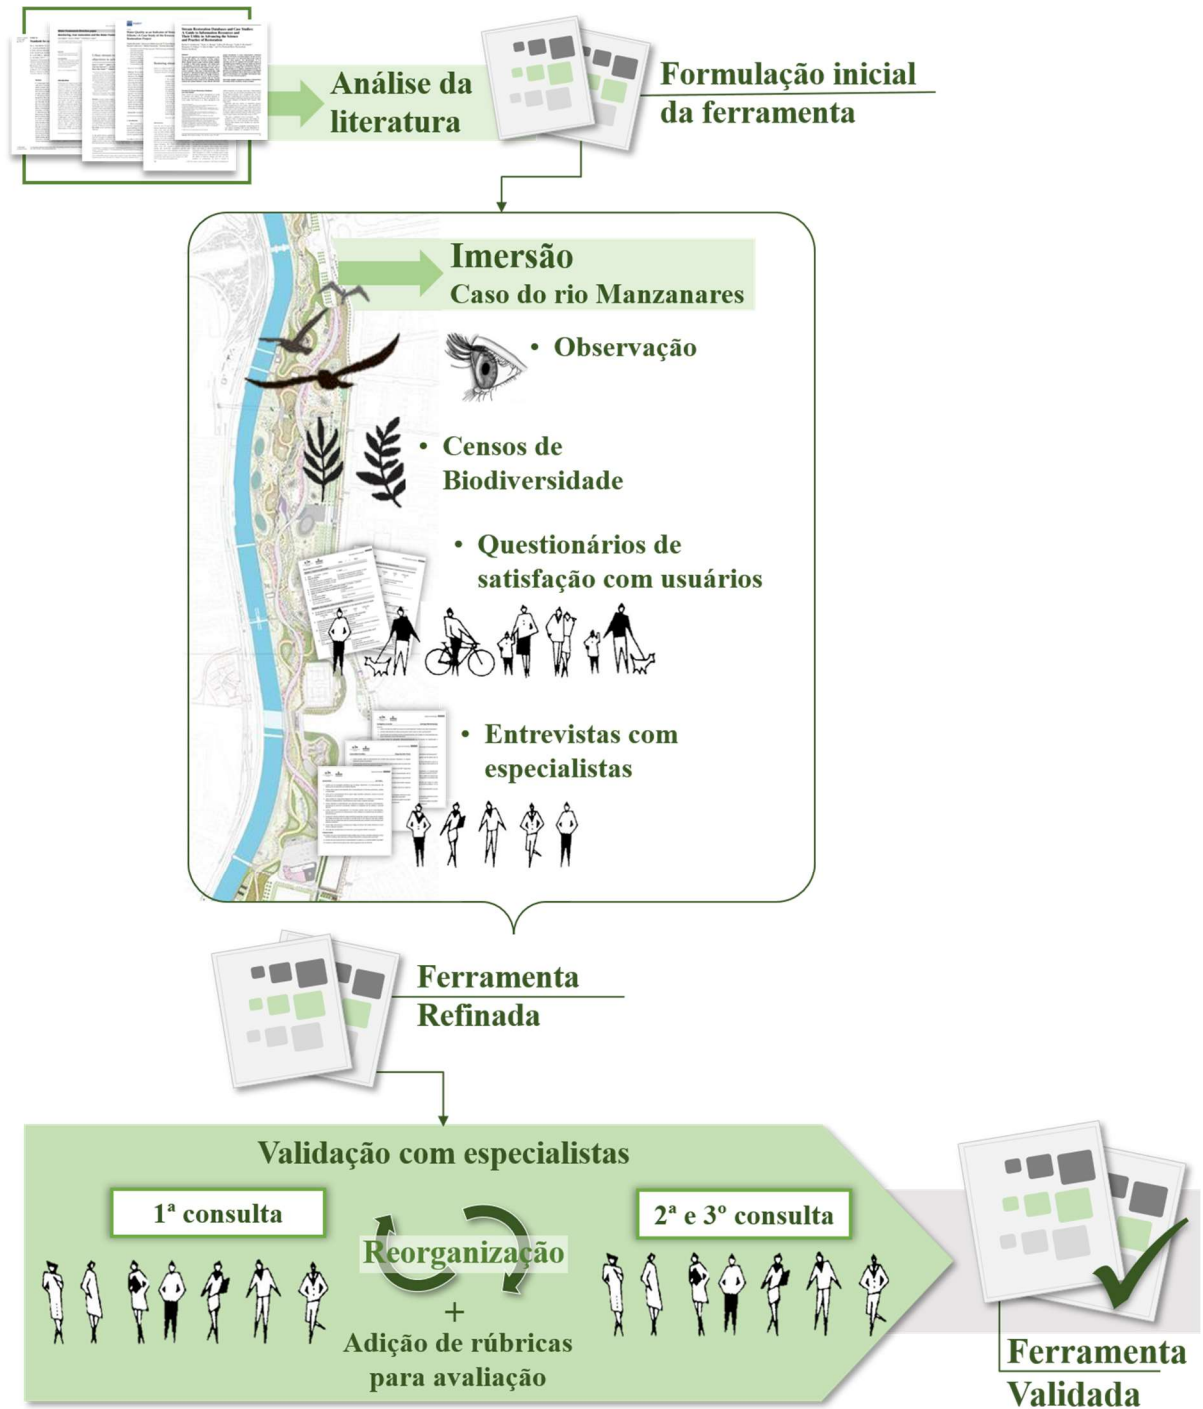 Análise da
literatura
Formulação inicial
da ferramenta
Imersão
Caso do rio Manzanares
• Observação
• Censos de
Biodiversidade
• Questionários de
satisfação com usuários
• Entrevistas com
especialistas
Ferramenta
Refinada
Validação com especialistas
1ª consulta
Reorganização
+
Adição de rúbricas
para avaliação
2ª e 3º consulta
Ferramenta
Validada